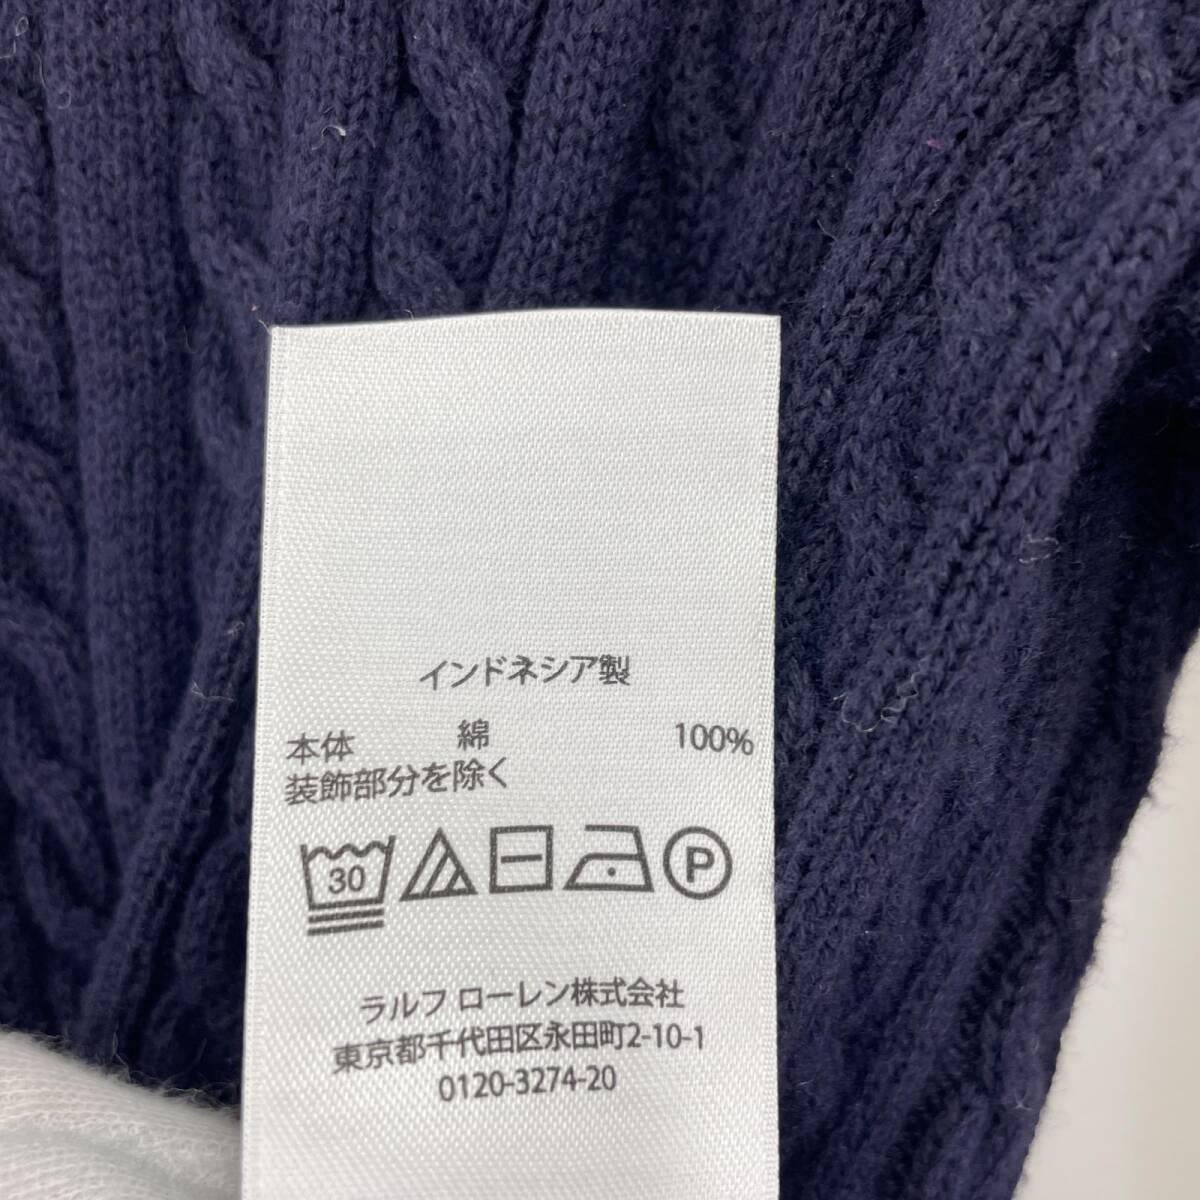 インドネシア製
本体 綿 100%
装飾部分を除く
30 P
ラルフ ローレン株式会社
東京都千代田区永田町2-10-1
0120-3274-20